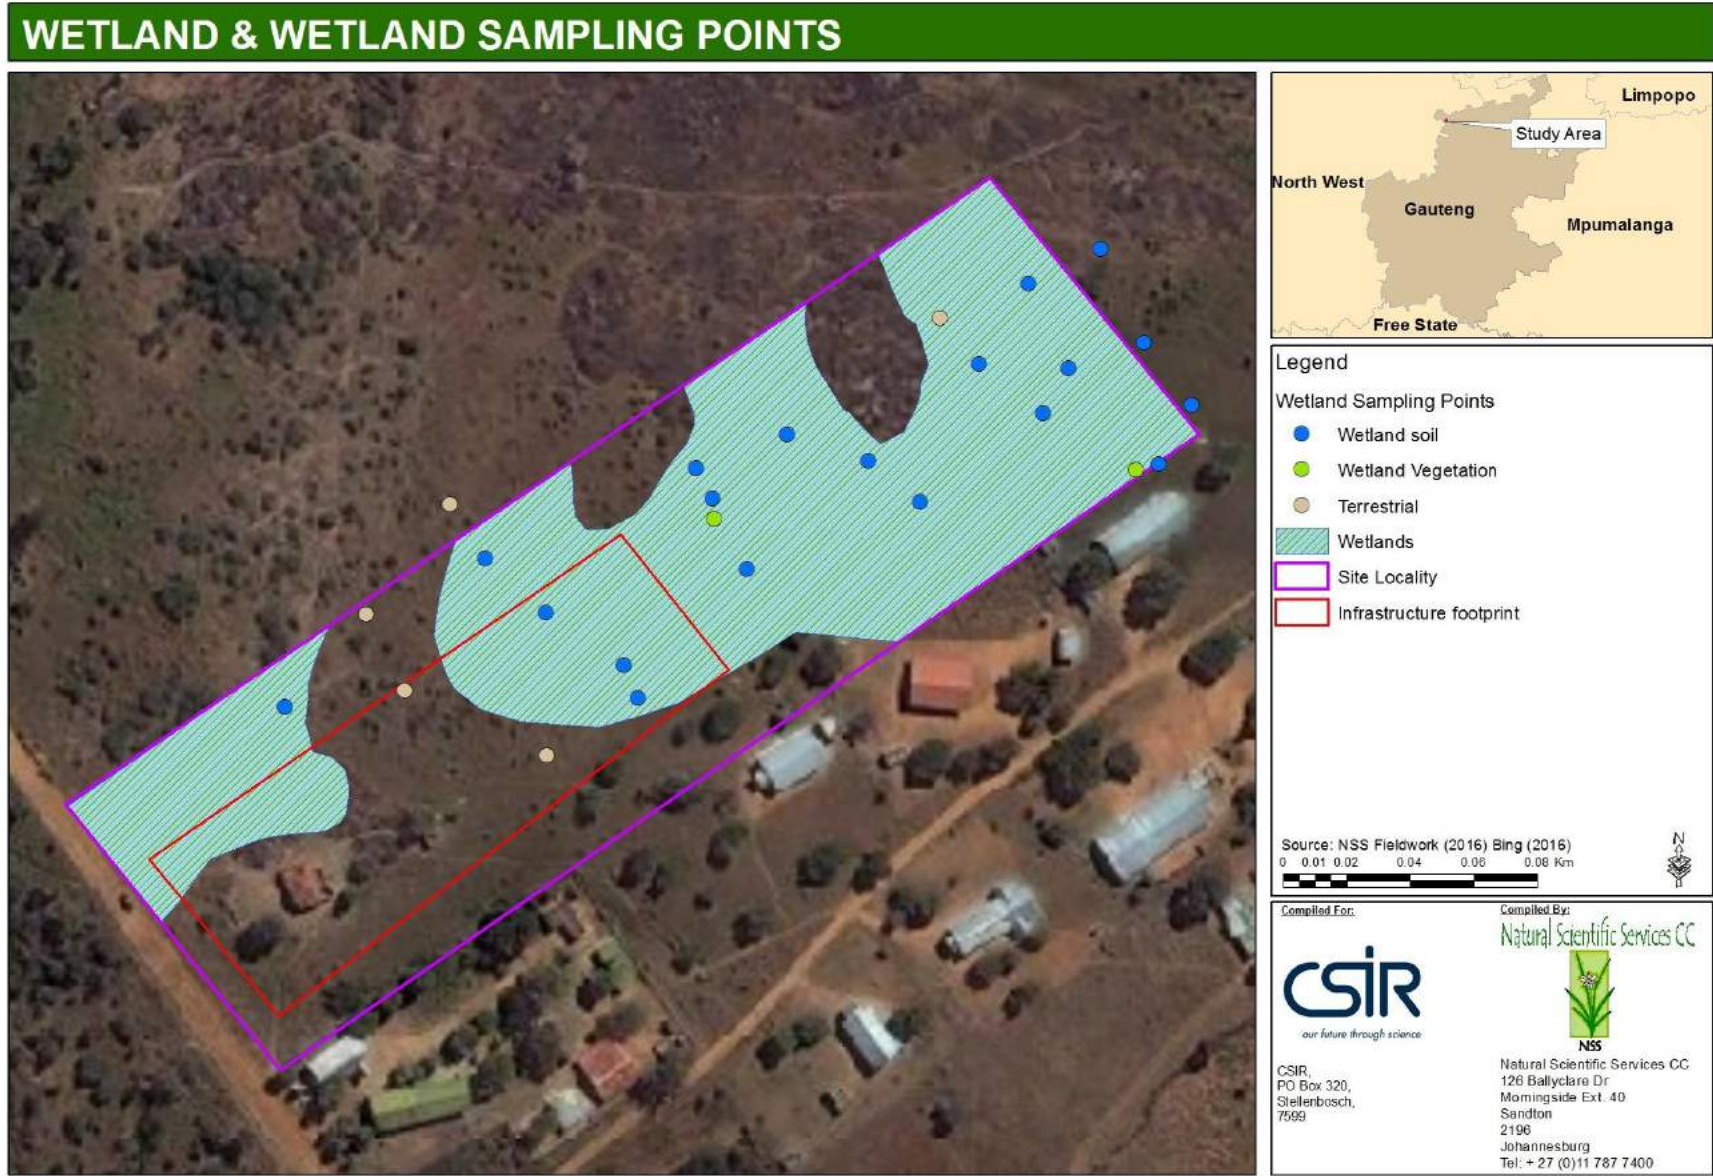 WETLAND & WETLAND SAMPLING POINTS
Limpopo
Study Area
North West
Gauteng
Mpumalanga
Free State
Legend
Wetland Sampling Points
Wetland soil
Wetland Vegetation
Terrestrial
Wetlands
Site Locality
Infrastructure footprint
Source: NSS Fieldwork (2016) Bing (2016)
0 0.01 0.02 0.04 0.06 0.08 Km
N
Compiled For:
CSIR
our future through science
CSIR,
PO Box 320,
Stellenbosch,
7599
Compiled By:
Natural Scientific Services CC
NSS
Natural Scientific Services CC
126 Ballyclare Dr
Morningside Ext. 40
Sandton
2196
Johannesburg
Tel: + 27 (0)11 787 7400